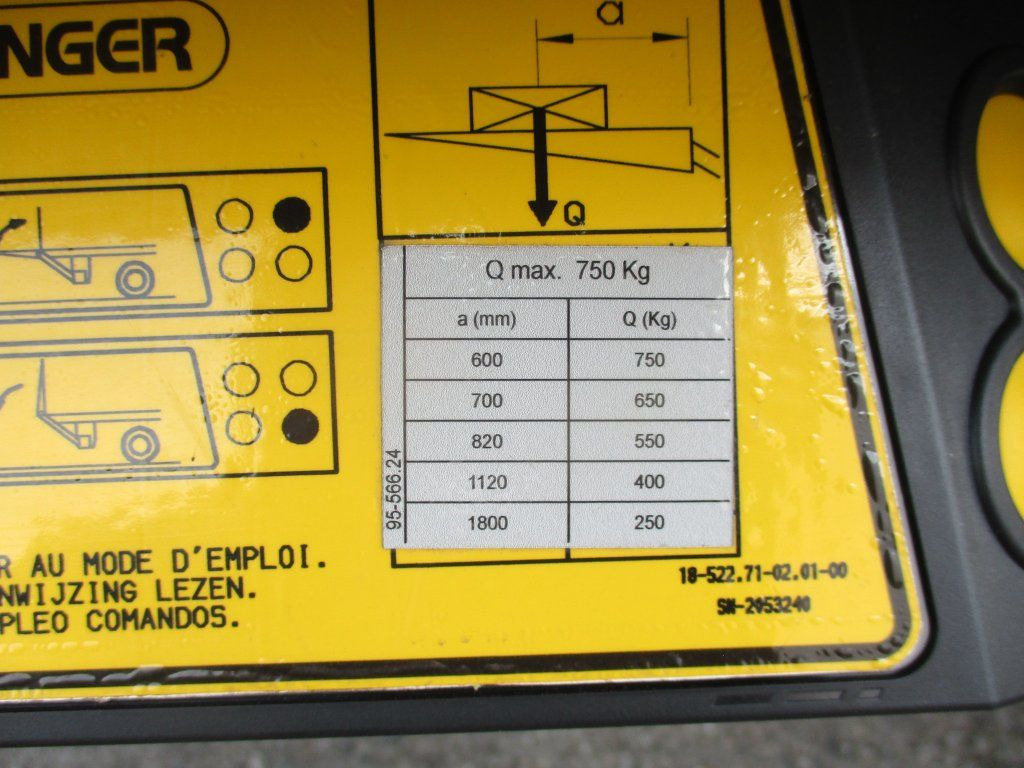 NGER
a
Q
Q max. 750 Kg
a (mm) Q (Kg)
600 750
700 650
820 550
1120 400
1800 250
95-566.24
R AU MODE D'EMPLOI.
NWIJZING LEZEN.
PLEO COMANDOS.
18-522.71-02.01-00
SN-2053240